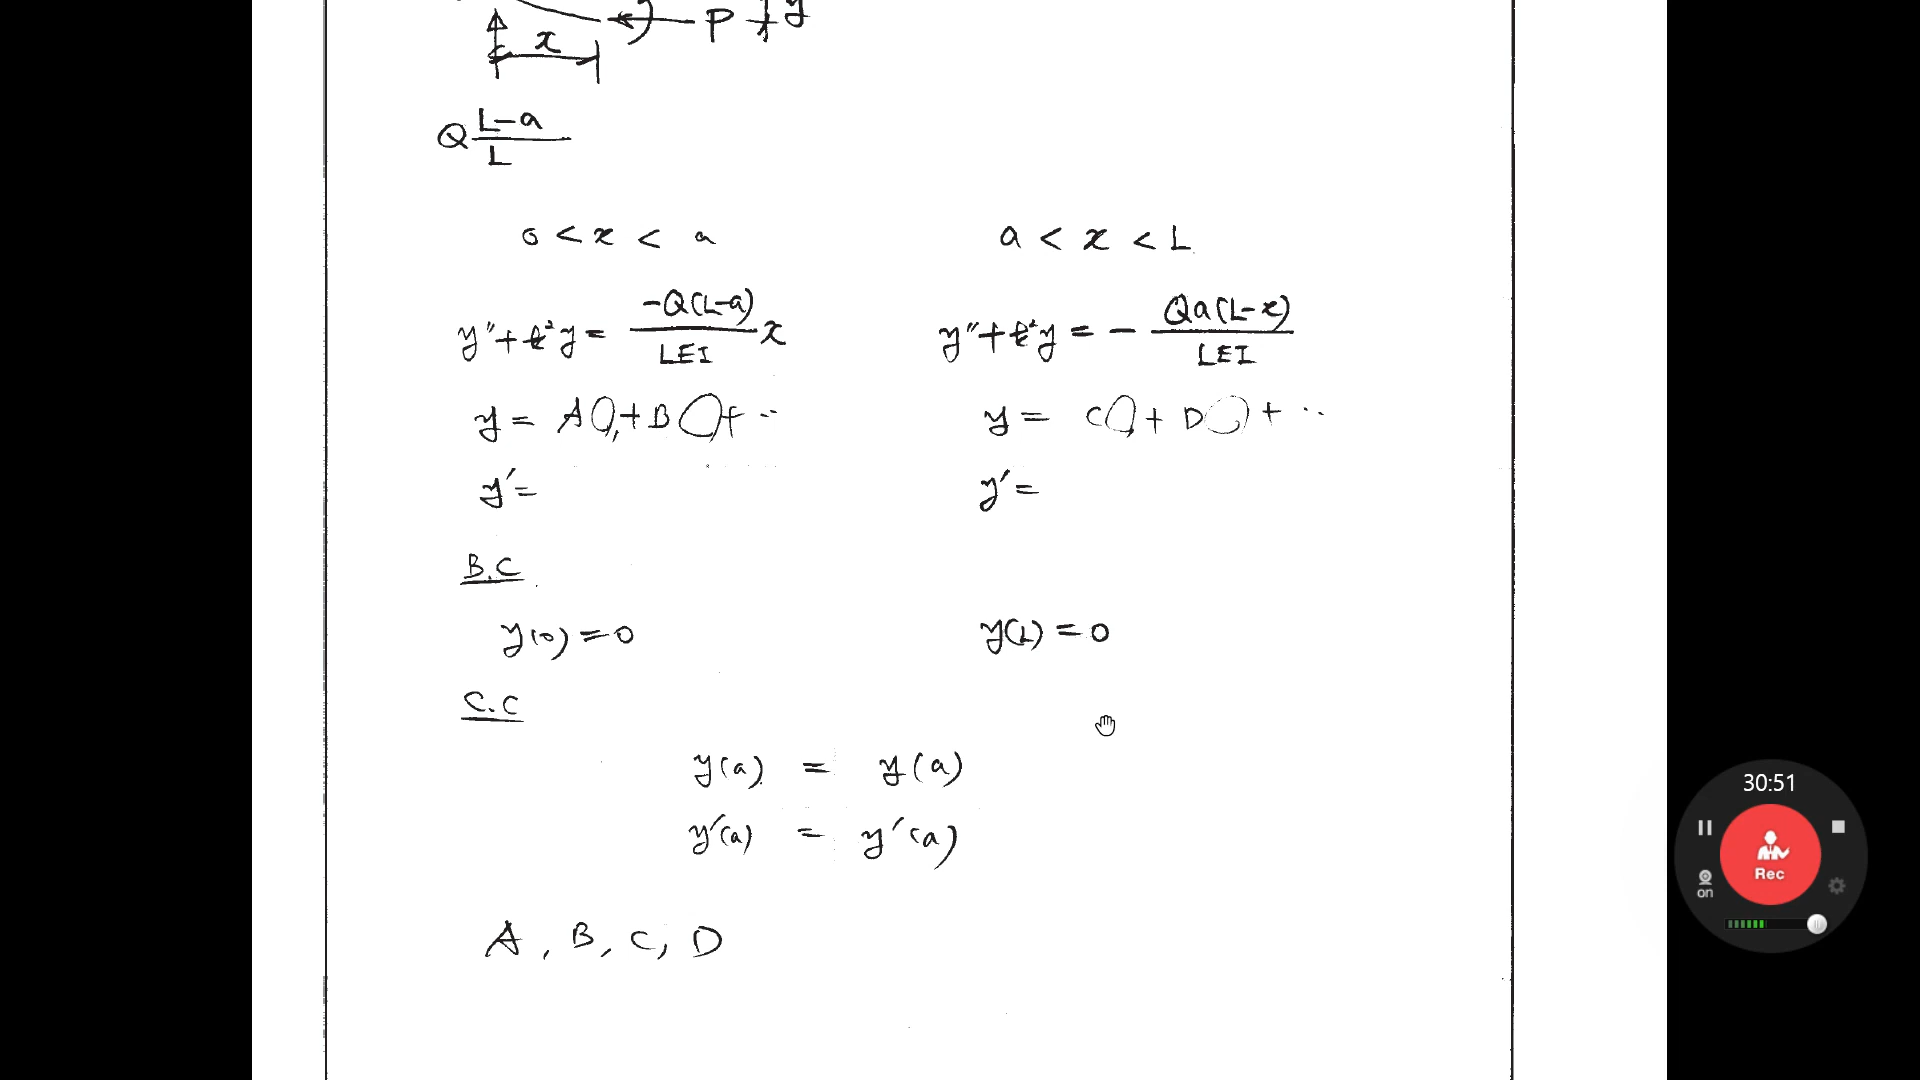 x P y
Q (L-a)/L
0 < x < a a < x < L
y″ + k²y = -Q(L-a)/LEI x y″ + k²y = - Qa(L-x)/LEI
y = A◯ + B◯ + ·· y = C◯ + D◯ + ··
y′ = y′ =
B.C
y(0) = 0 y(L) = 0
C.C
y(a) = y(a)
y′(a) = y′(a)
A, B, C, D
30:51
Rec
on